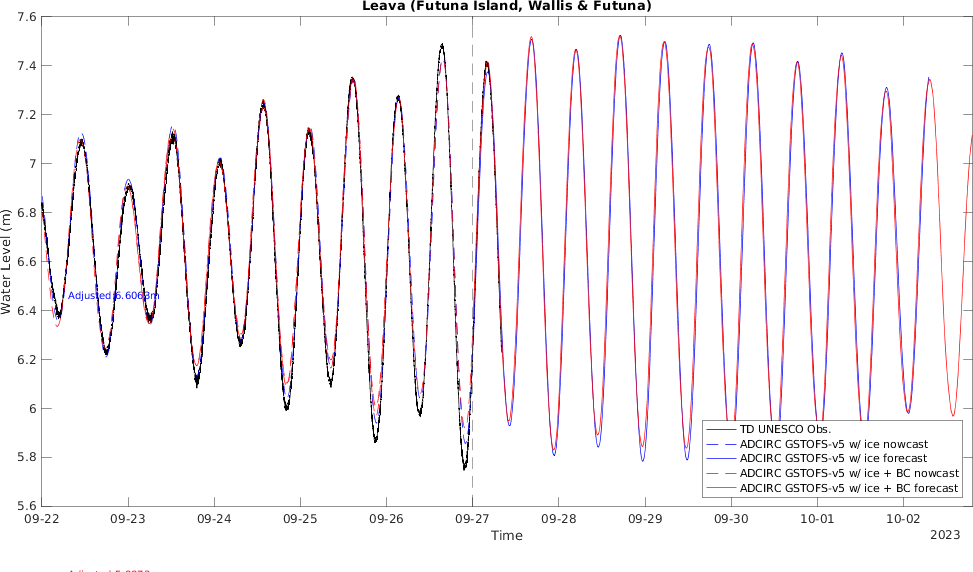 Leava (Futuna Island, Wallis & Futuna)
7.6
7.4
7.2
7
6.8
6.6
6.4
6.2
6
5.8
5.6
Water Level (m)
Adjusted 6.6063m
TD UNESCO Obs.
ADCIRC GSTOFS-v5 w/ ice nowcast
ADCIRC GSTOFS-v5 w/ ice forecast
ADCIRC GSTOFS-v5 w/ ice + BC nowcast
ADCIRC GSTOFS-v5 w/ ice + BC forecast
09-22 09-23 09-24 09-25 09-26 09-27 09-28 09-29 09-30 10-01 10-02
Time
2023